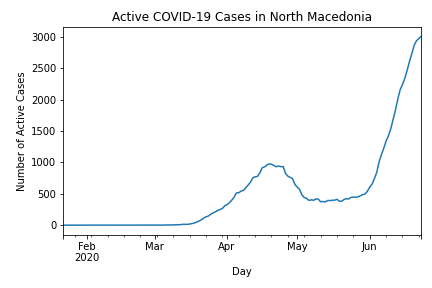 Active COVID-19 Cases in North Macedonia
Number of Active Cases
3000
2500
2000
1500
1000
500
0
Feb
2020
Mar
Apr
May
Jun
Day